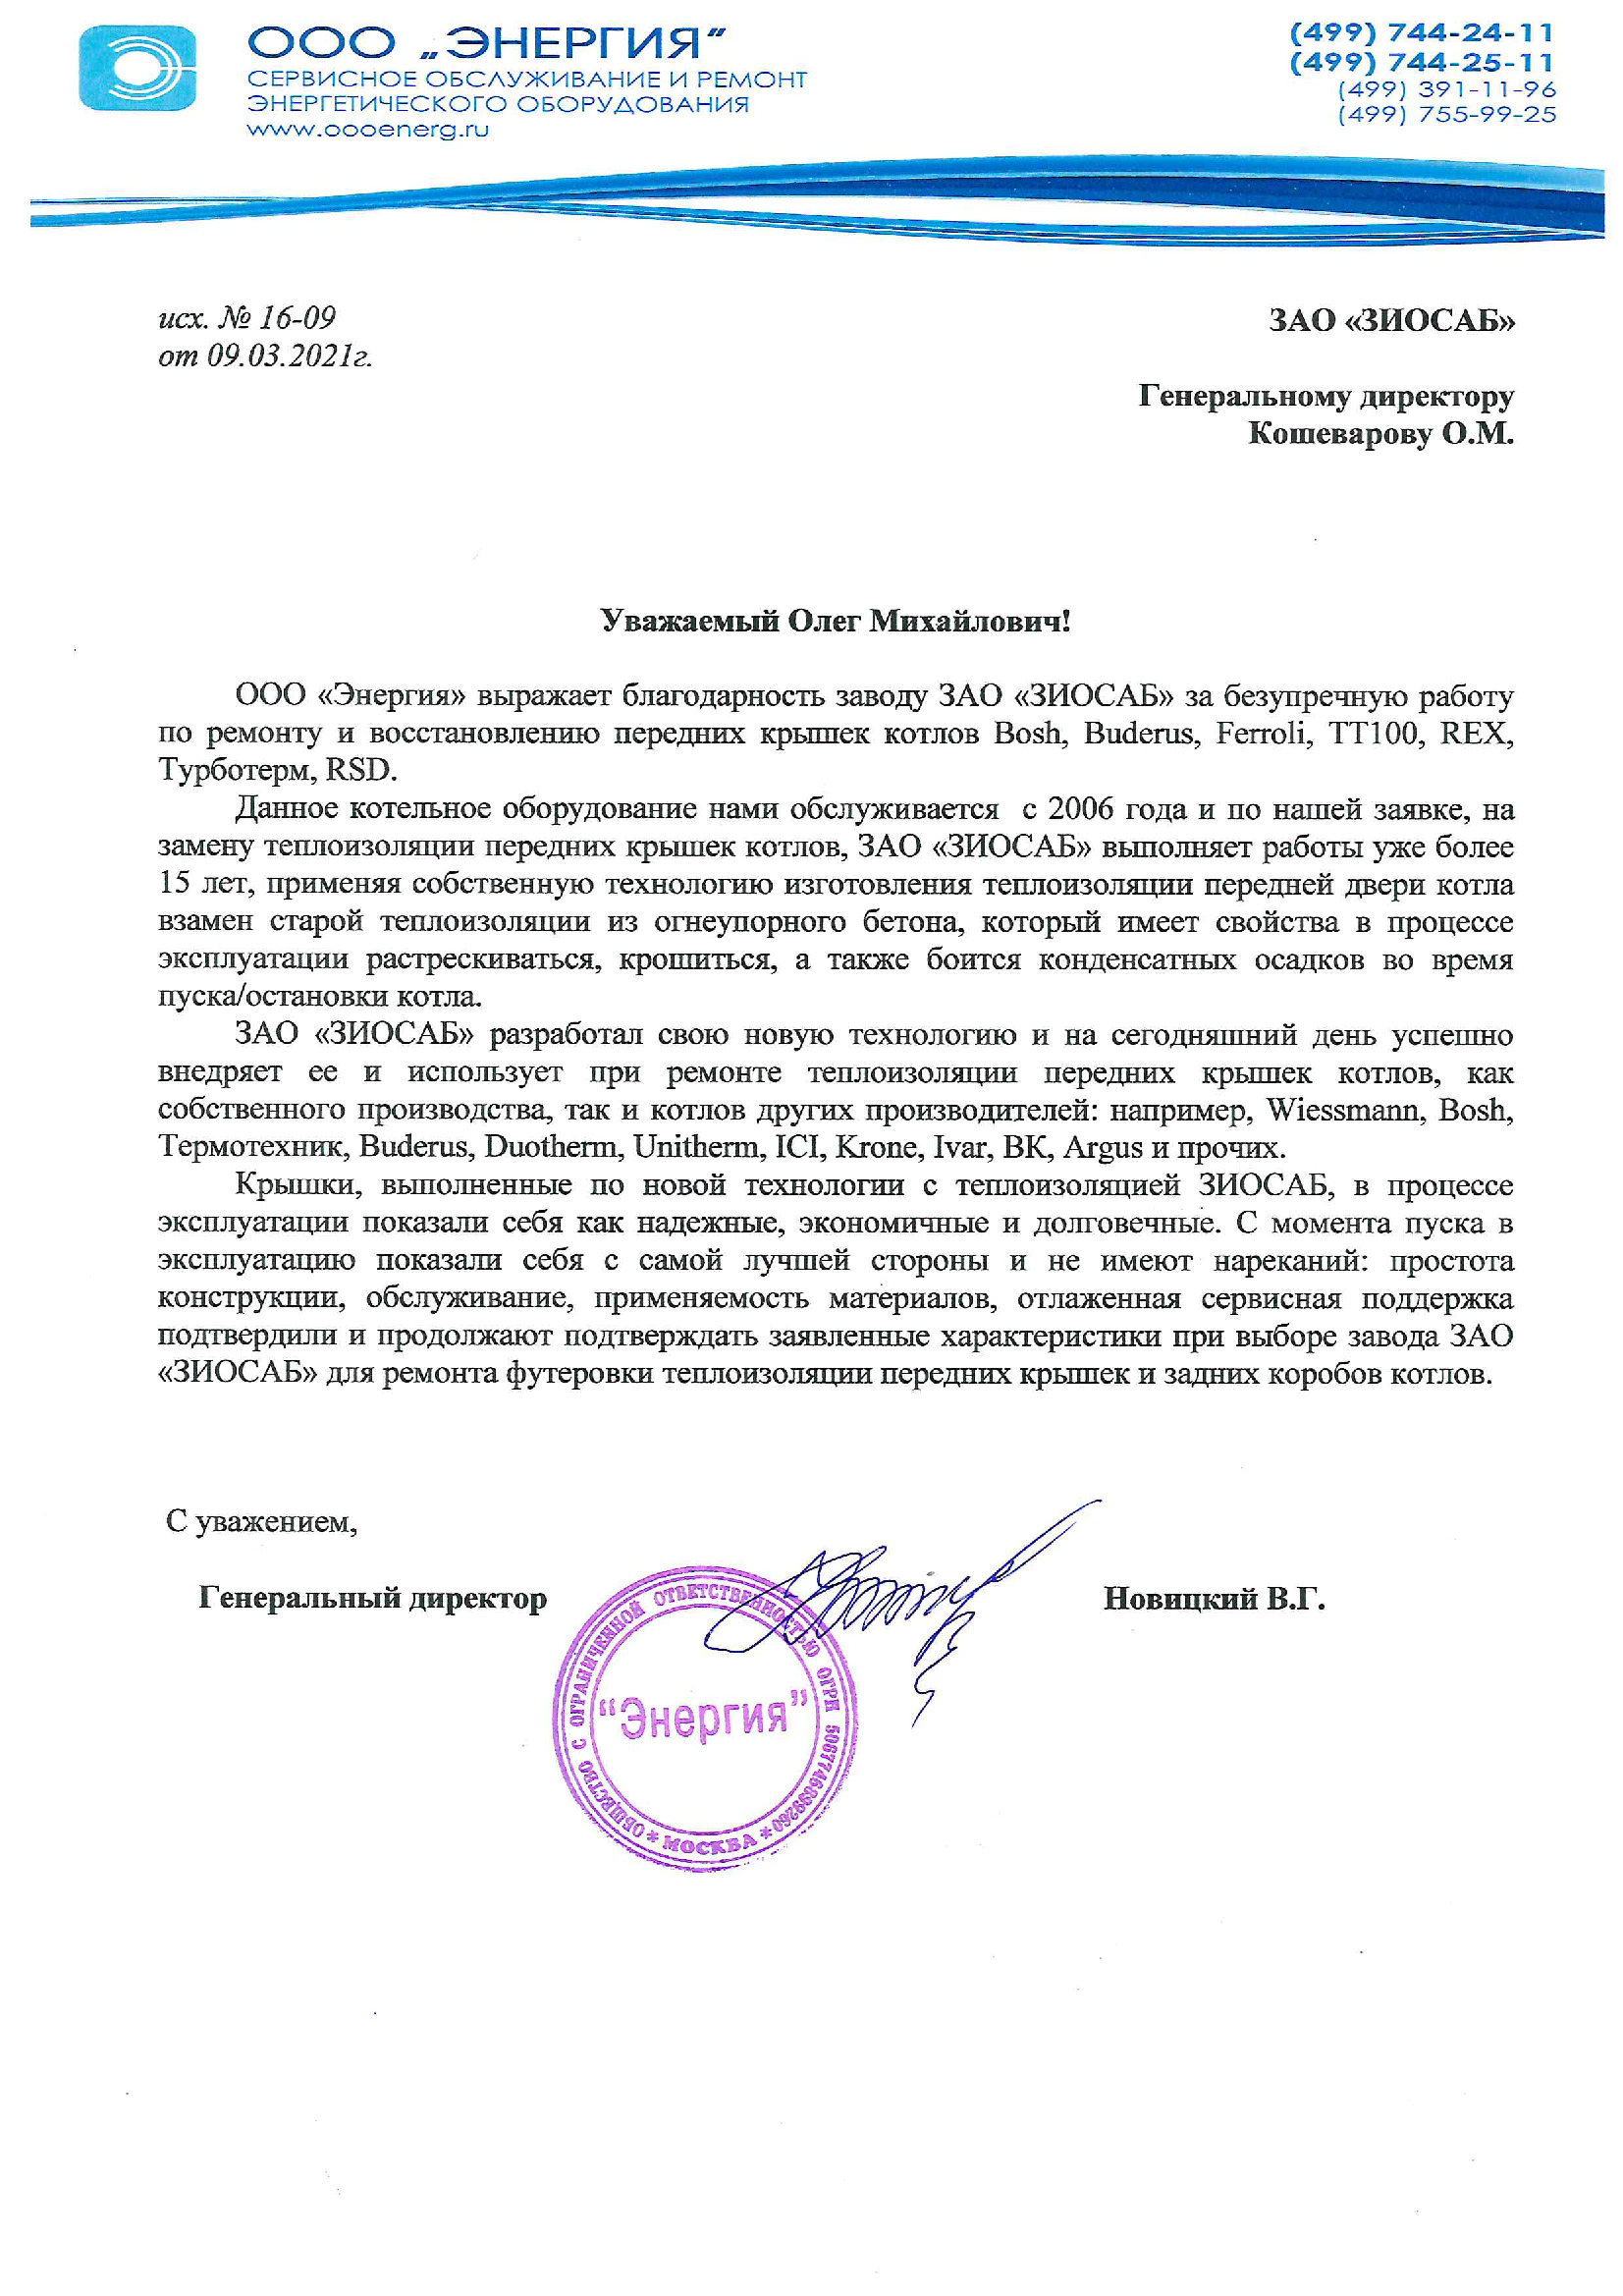 ООО „ЭНЕРГИЯ”
СЕРВИСНОЕ ОБСЛУЖИВАНИЕ И РЕМОНТ
ЭНЕРГЕТИЧЕСКОГО ОБОРУДОВАНИЯ
www.oooenerg.ru
(499) 744-24-11
(499) 744-25-11
(499) 391-11-96
(499) 755-99-25
исх. № 16-09
от 09.03.2021г.
ЗАО «ЗИОСАБ»
Генеральному директору
Кошеварову О.М.
Уважаемый Олег Михайлович!
ООО «Энергия» выражает благодарность заводу ЗАО «ЗИОСАБ» за безупречную работу
по ремонту и восстановлению передних крышек котлов Bosh, Buderus, Ferroli, TT100, REX,
Турботерм, RSD.
Данное котельное оборудование нами обслуживается с 2006 года и по нашей заявке, на
замену теплоизоляции передних крышек котлов, ЗАО «ЗИОСАБ» выполняет работы уже более
15 лет, применяя собственную технологию изготовления теплоизоляции передней двери котла
взамен старой теплоизоляции из огнеупорного бетона, который имеет свойства в процессе
эксплуатации растрескиваться, крошиться, а также боится конденсатных осадков во время
пуска/остановки котла.
ЗАО «ЗИОСАБ» разработал свою новую технологию и на сегодняшний день успешно
внедряет ее и использует при ремонте теплоизоляции передних крышек котлов, как
собственного производства, так и котлов других производителей: например, Wiessmann, Bosh,
Термотехник, Buderus, Duotherm, Unitherm, ICI, Krone, Ivar, BK, Argus и прочих.
Крышки, выполненные по новой технологии с теплоизоляцией ЗИОСАБ, в процессе
эксплуатации показали себя как надежные, экономичные и долговечные. С момента пуска в
эксплуатацию показали себя с самой лучшей стороны и не имеют нареканий: простота
конструкции, обслуживание, применяемость материалов, отлаженная сервисная поддержка
подтвердили и продолжают подтверждать заявленные характеристики при выборе завода ЗАО
«ЗИОСАБ» для ремонта футеровки теплоизоляции передних крышек и задних коробов котлов.
С уважением,
Генеральный директор
Новицкий В.Г.
ОБЩЕСТВО С ОГРАНИЧЕННОЙ ОТВЕТСТВЕННОСТЬЮ ОГРН 5067746899260
* МОСКВА *
“Энергия”